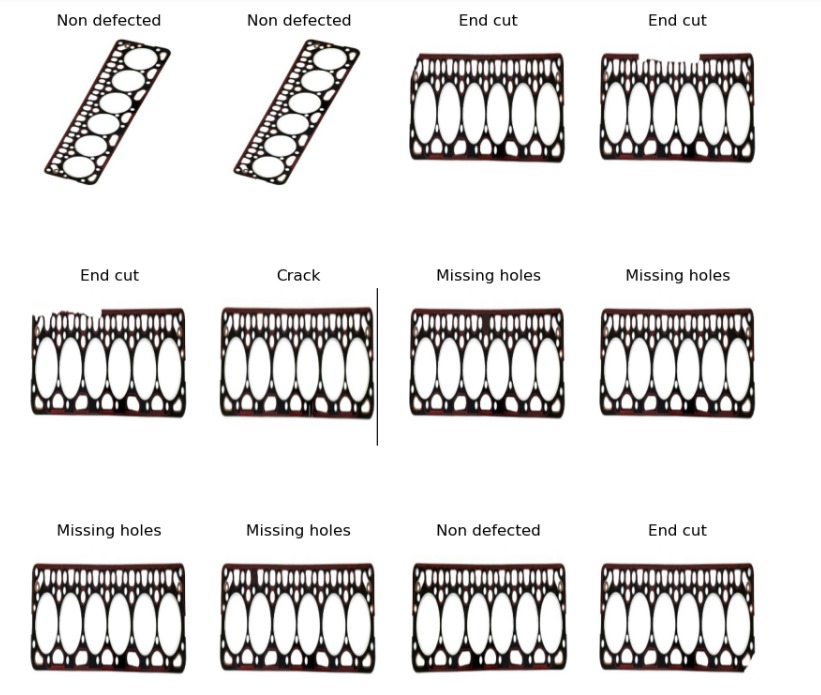 Non defected
Non defected
End cut
End cut
End cut
Crack
Missing holes
Missing holes
Missing holes
Missing holes
Non defected
End cut